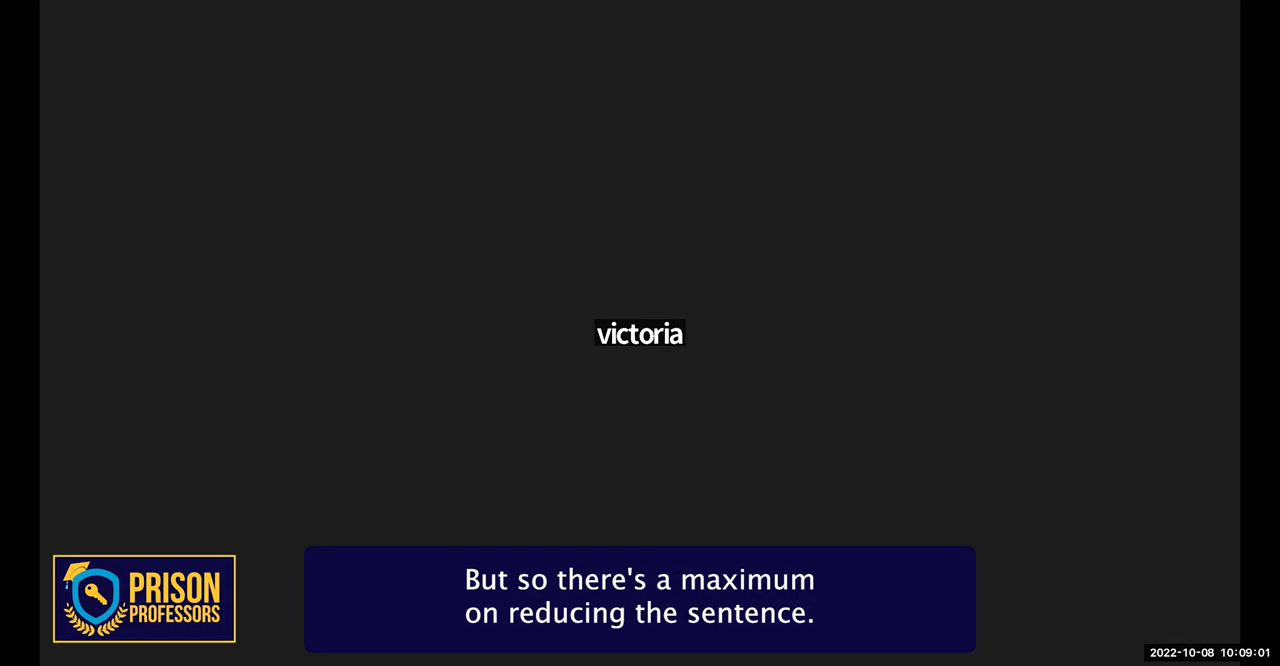 victoria
PRISON
PROFESSORS
But so there's a maximum
on reducing the sentence.
2022-10-08 10:09:01